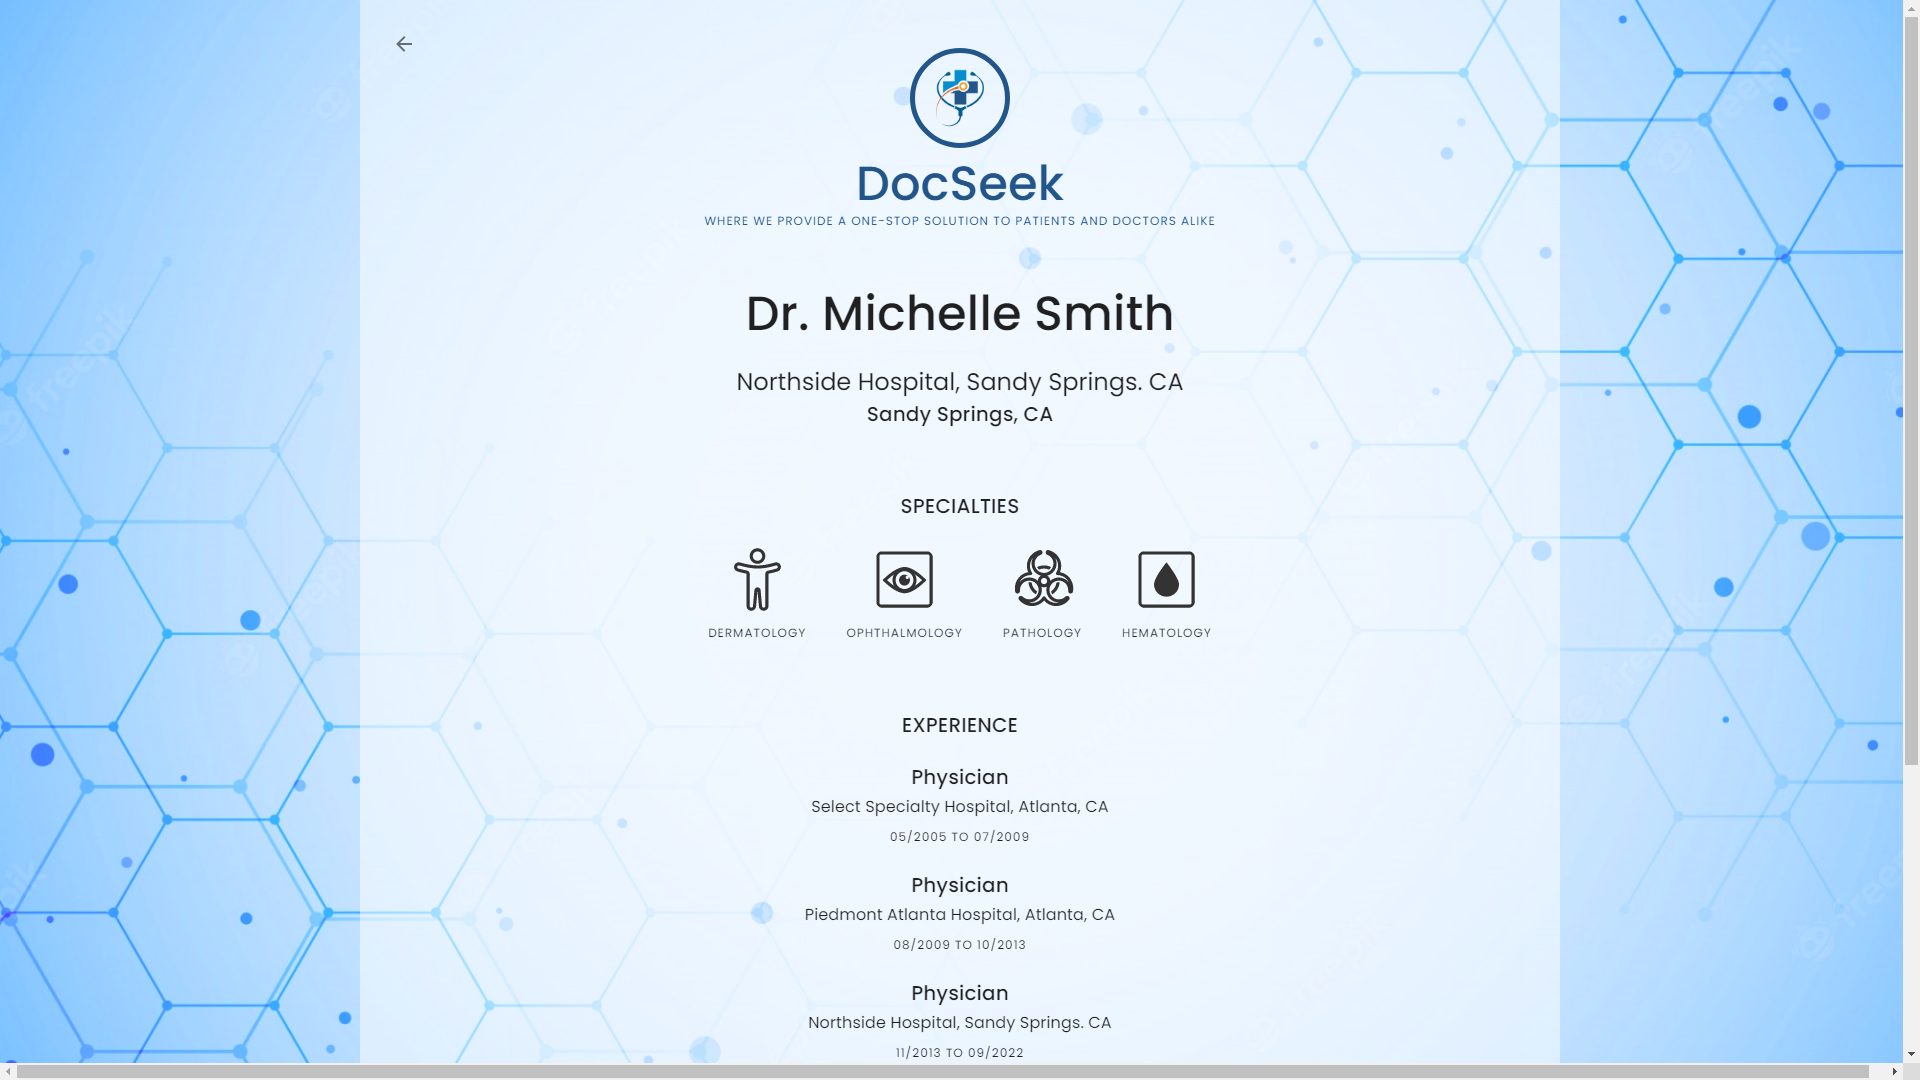 DocSeek
WHERE WE PROVIDE A ONE-STOP SOLUTION TO PATIENTS AND DOCTORS ALIKE
Dr. Michelle Smith
Northside Hospital, Sandy Springs. CA
Sandy Springs, CA
SPECIALTIES
DERMATOLOGY OPHTHALMOLOGY PATHOLOGY HEMATOLOGY
EXPERIENCE
Physician
Select Specialty Hospital, Atlanta, CA
05/2005 TO 07/2009
Physician
Piedmont Atlanta Hospital, Atlanta, CA
08/2009 TO 10/2013
Physician
Northside Hospital, Sandy Springs. CA
11/2013 TO 09/2022
freepik